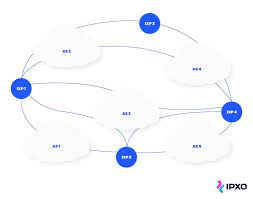 IXP 3
AS 2
AS 4
IXP 1
AS 3
IXP 4
AS 1
IXP 2
AS 5
IPXO